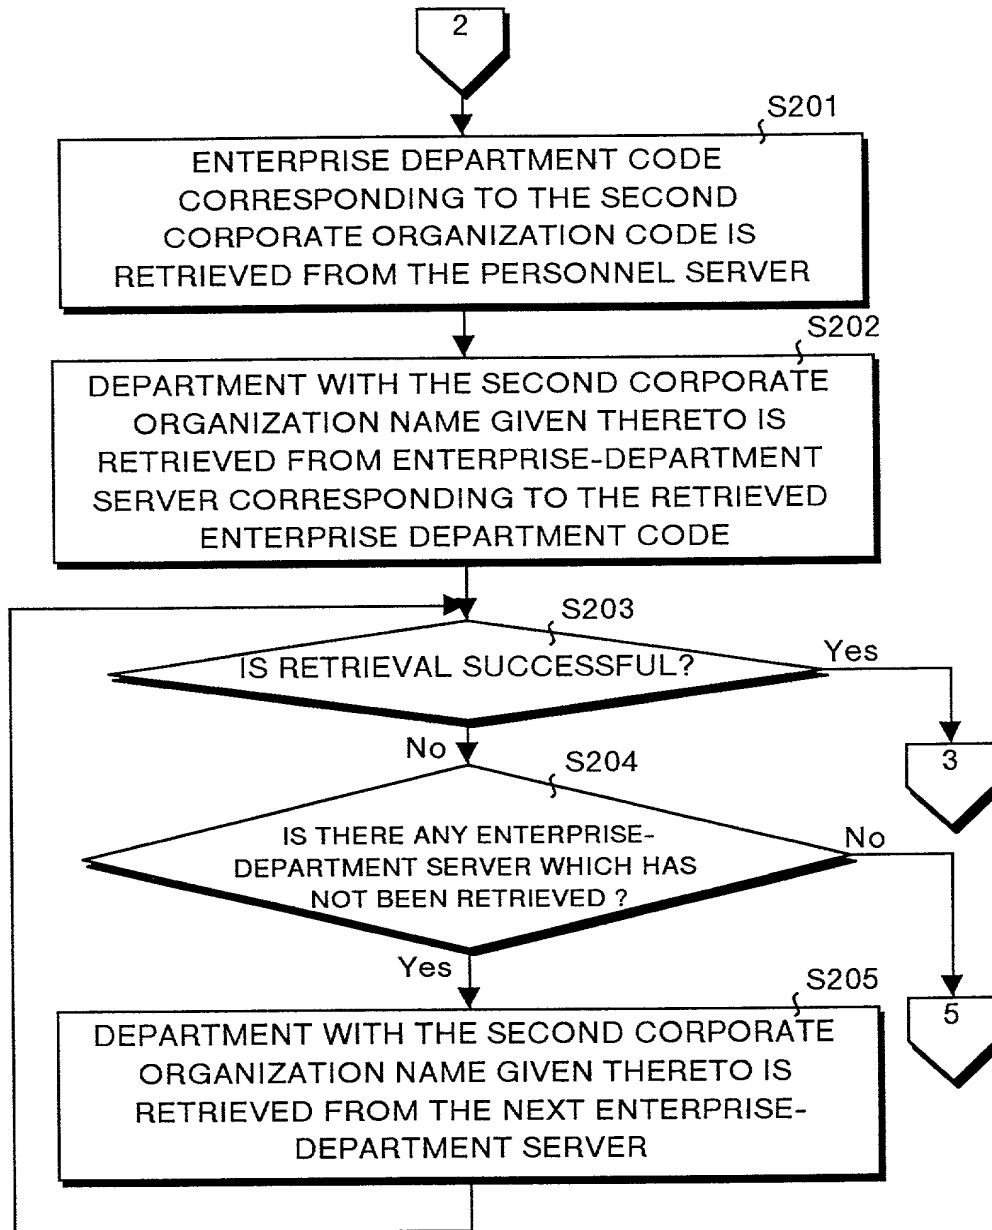 2
S201
ENTERPRISE DEPARTMENT CODE
CORRESPONDING TO THE SECOND
CORPORATE ORGANIZATION CODE IS
RETRIEVED FROM THE PERSONNEL SERVER
S202
DEPARTMENT WITH THE SECOND CORPORATE
ORGANIZATION NAME GIVEN THERETO IS
RETRIEVED FROM ENTERPRISE-DEPARTMENT
SERVER CORRESPONDING TO THE RETRIEVED
ENTERPRISE DEPARTMENT CODE
S203
IS RETRIEVAL SUCCESSFUL?
Yes
3
No
S204
IS THERE ANY ENTERPRISE-
DEPARTMENT SERVER WHICH HAS
NOT BEEN RETRIEVED ?
No
5
Yes
S205
DEPARTMENT WITH THE SECOND CORPORATE
ORGANIZATION NAME GIVEN THERETO IS
RETRIEVED FROM THE NEXT ENTERPRISE-
DEPARTMENT SERVER